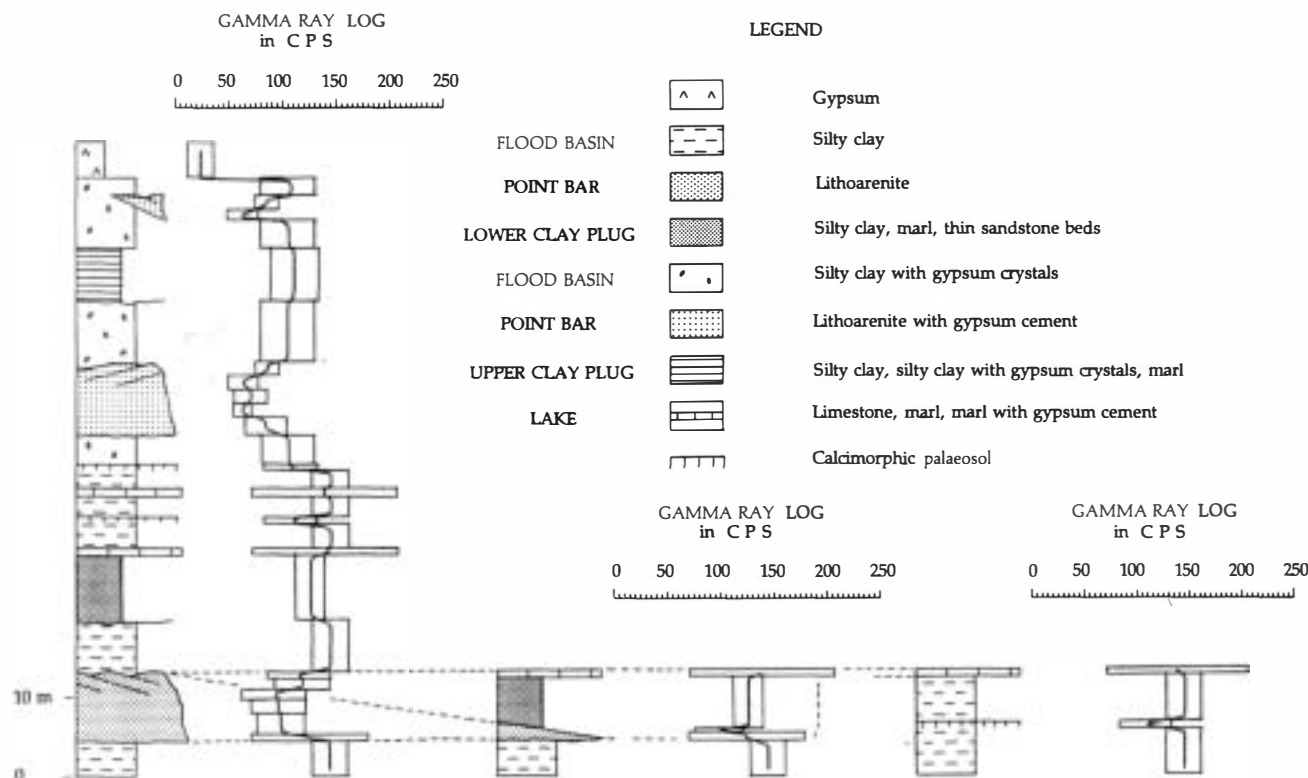 GAMMA RAY LOG
in C P S
0 50 100 150 200 250
LEGEND
Gypsum
FLOOD BASIN Silty clay
POINT BAR Lithoarenite
LOWER CLAY PLUG Silty clay, marl, thin sandstone beds
FLOOD BASIN Silty clay with gypsum crystals
POINT BAR Lithoarenite with gypsum cement
UPPER CLAY PLUG Silty clay, silty clay with gypsum crystals, marl
LAKE Limestone, marl, marl with gypsum cement
Calcimorphic palaeosol
GAMMA RAY LOG
in C P S
0 50 100 150 200 250
GAMMA RAY LOG
in C P S
0 50 100 150 200 250
10 m
0